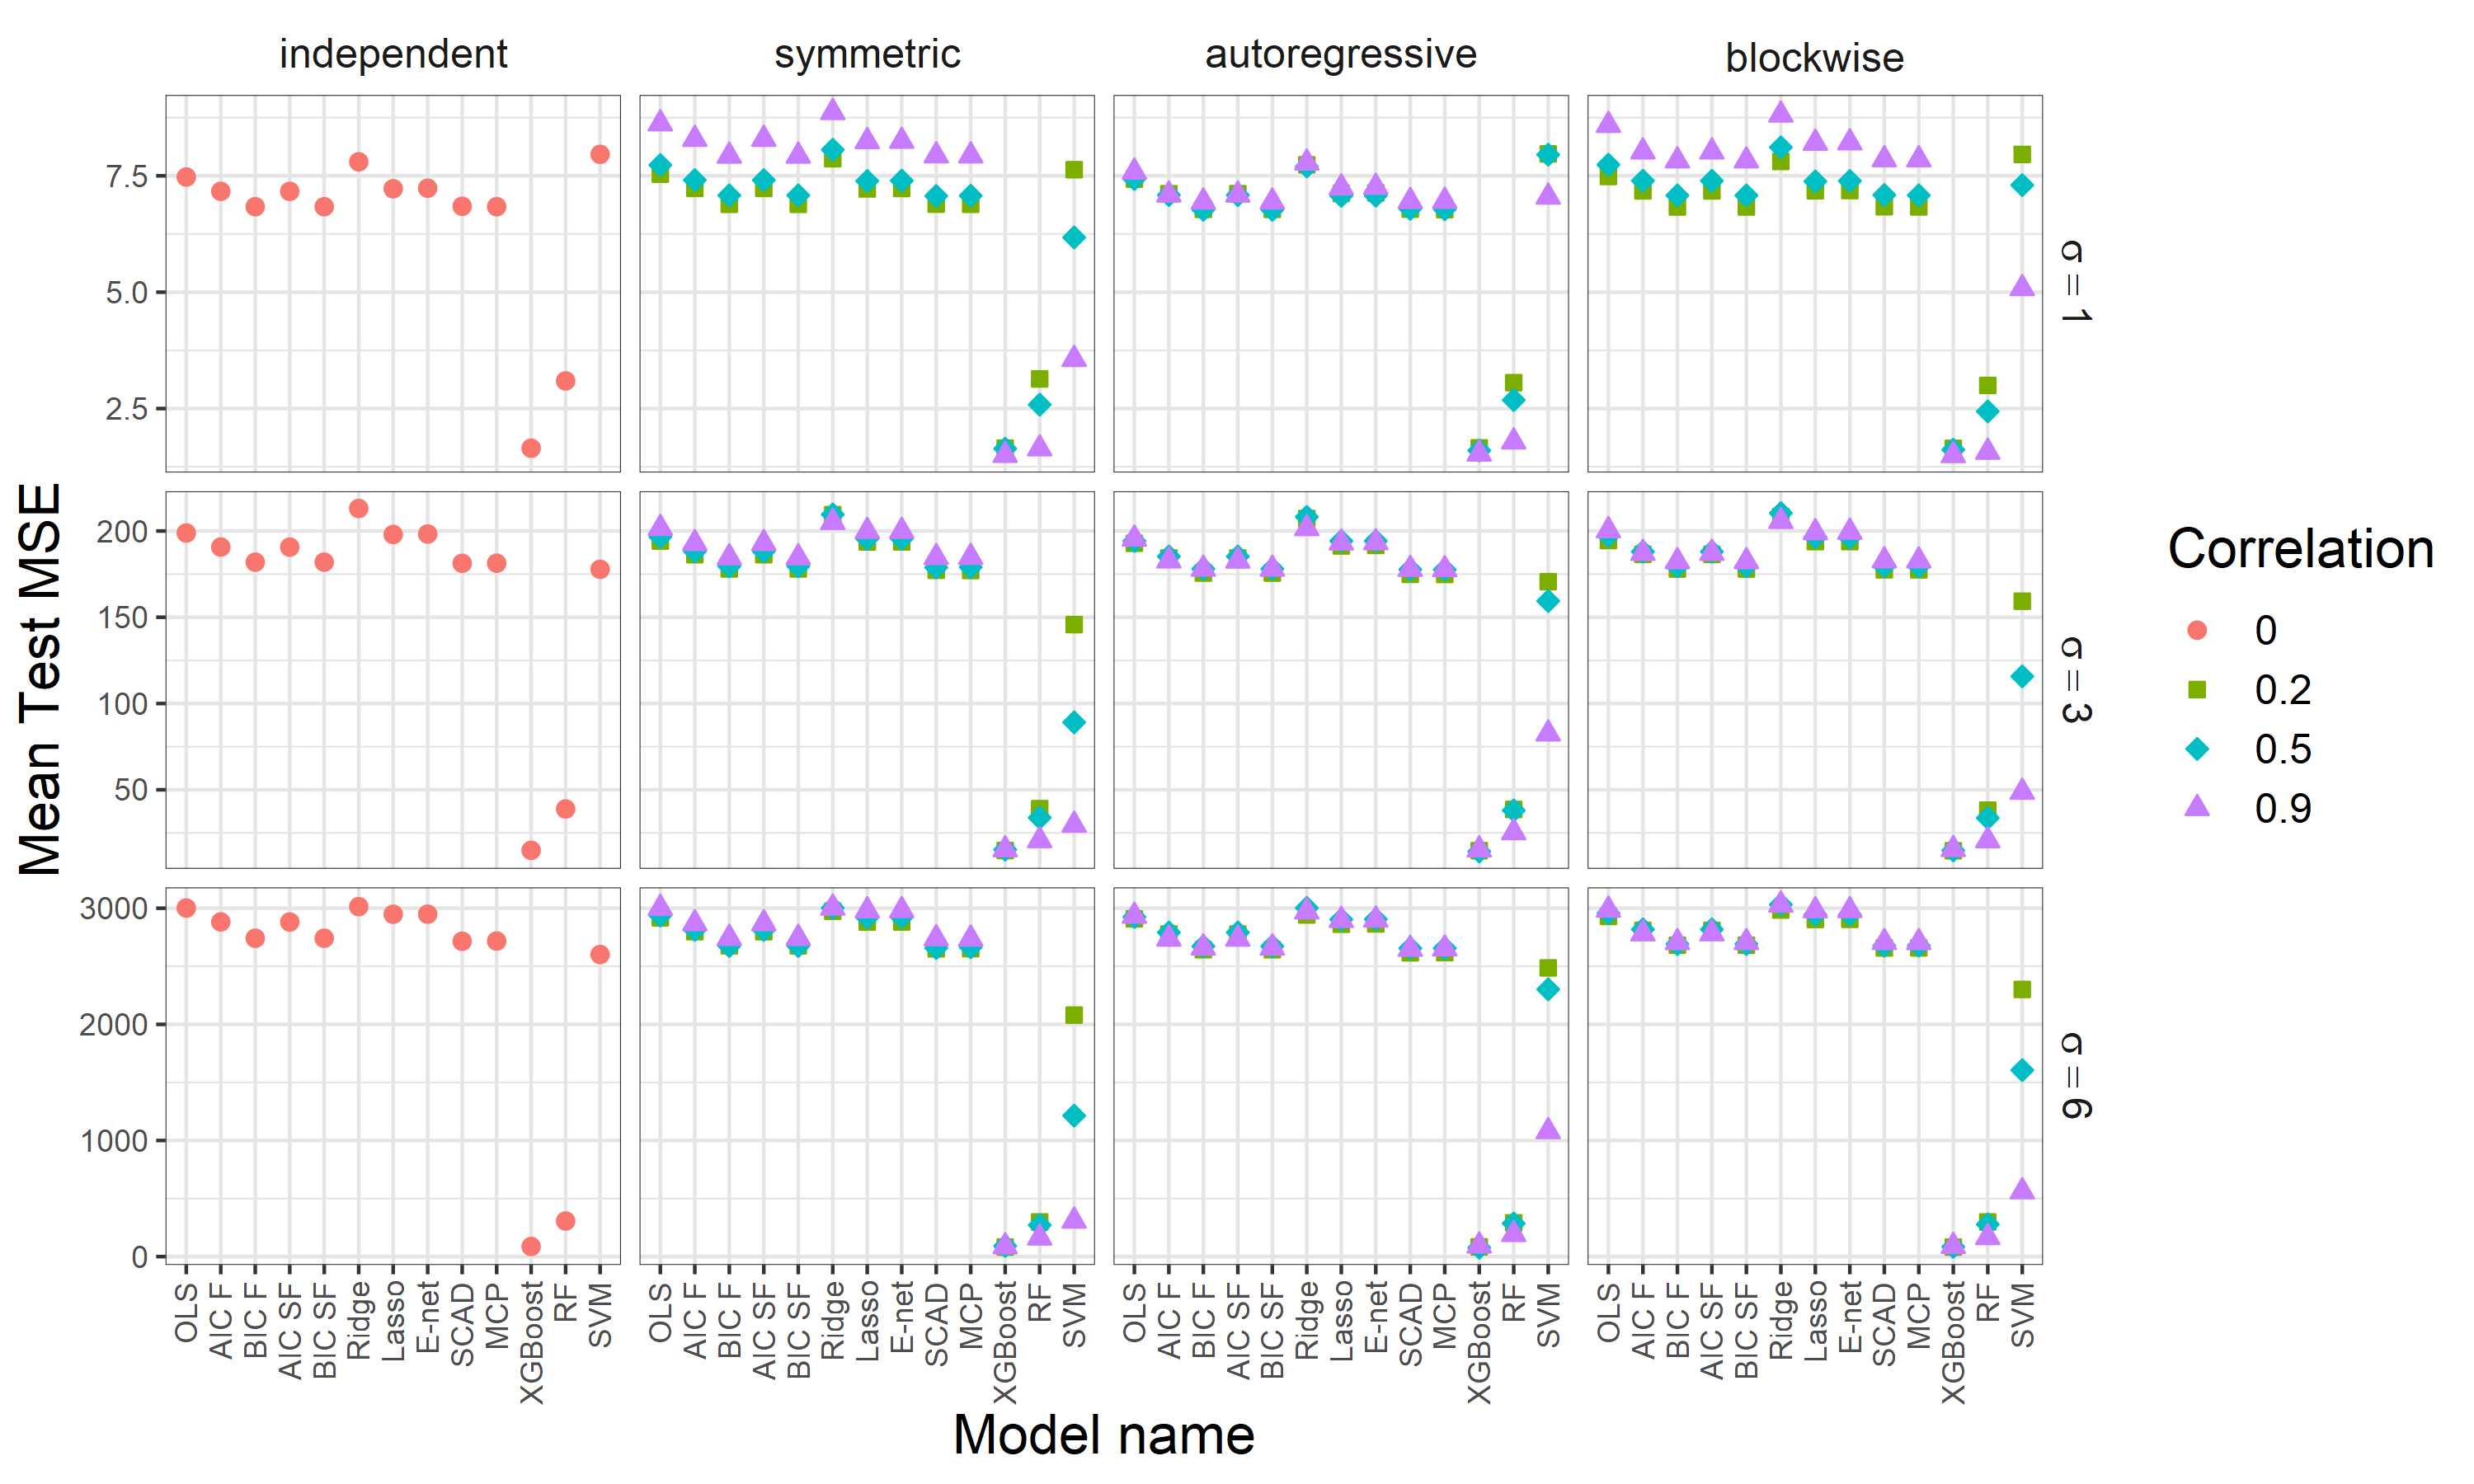 independent
symmetric
autoregressive
blockwise
Mean Test MSE
7.5
5.0
2.5
σ = 1
200
150
100
50
σ = 3
3000
2000
1000
0
σ = 6
OLS
AIC F
BIC F
AIC SF
BIC SF
Ridge
Lasso
E-net
SCAD
MCP
XGBoost
RF
SVM
OLS
AIC F
BIC F
AIC SF
BIC SF
Ridge
Lasso
E-net
SCAD
MCP
XGBoost
RF
SVM
OLS
AIC F
BIC F
AIC SF
BIC SF
Ridge
Lasso
E-net
SCAD
MCP
XGBoost
RF
SVM
OLS
AIC F
BIC F
AIC SF
BIC SF
Ridge
Lasso
E-net
SCAD
MCP
XGBoost
RF
SVM
Model name
Correlation
0
0.2
0.5
0.9